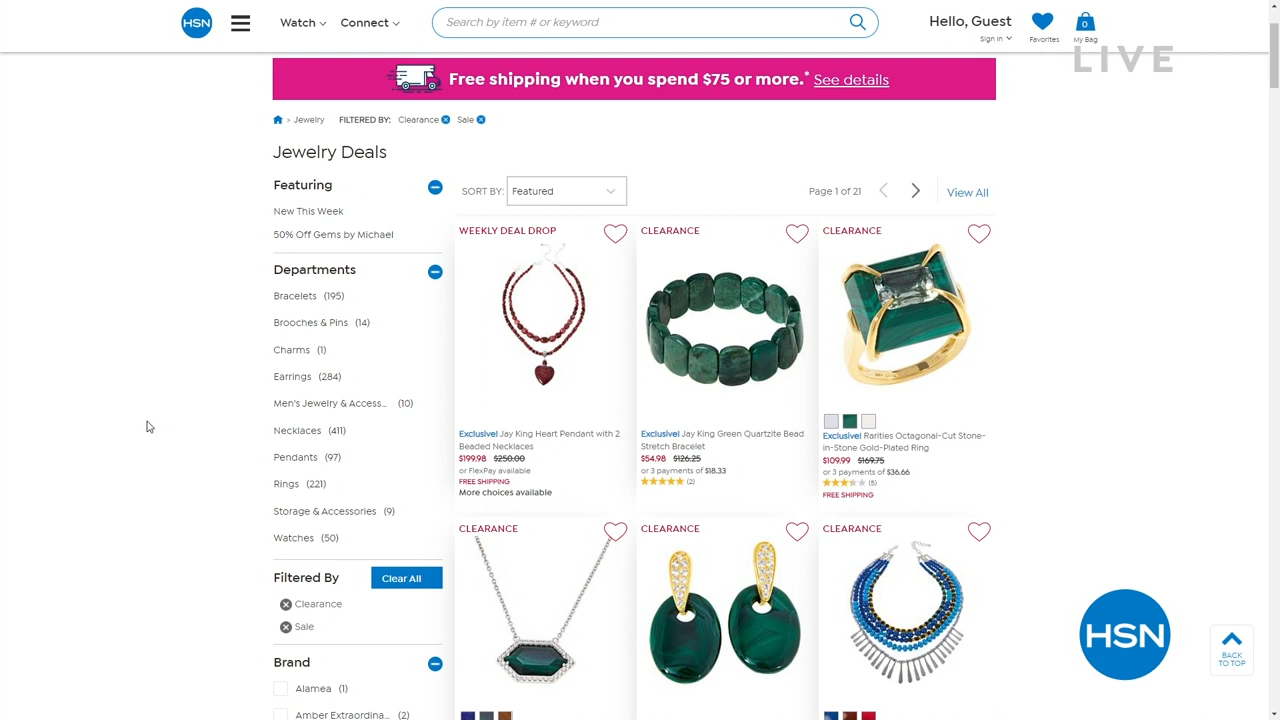 HSN
Watch
Connect
Search by item # or keyword
Hello, Guest
Sign In
Favorites
0
My Bag
LIVE
Free shipping when you spend $75 or more.* See details
> Jewelry FILTERED BY: Clearance Sale
Jewelry Deals
Featuring
New This Week
50% Off Gems by Michael
Departments
Bracelets (195)
Brooches & Pins (14)
Charms (1)
Earrings (284)
Men's Jewelry & Access... (10)
Necklaces (411)
Pendants (97)
Rings (221)
Storage & Accessories (9)
Watches (50)
Filtered By
Clear All
Clearance
Sale
Brand
Alamea (1)
Amber Extraordina... (2)
SORT BY: Featured
Page 1 of 21
View All
WEEKLY DEAL DROP
Exclusive! Jay King Heart Pendant with 2
Beaded Necklaces
$199.98 $250.00
or FlexPay available
FREE SHIPPING
More choices available
CLEARANCE
Exclusive! Jay King Green Quartzite Bead
Stretch Bracelet
$54.98 $126.25
or 3 payments of $18.33
(2)
CLEARANCE
Exclusive! Rarities Octagonal-Cut Stone-
in-Stone Gold-Plated Ring
$109.99 $169.75
or 3 payments of $36.66
(5)
FREE SHIPPING
CLEARANCE
CLEARANCE
CLEARANCE
HSN
BACK
TO TOP